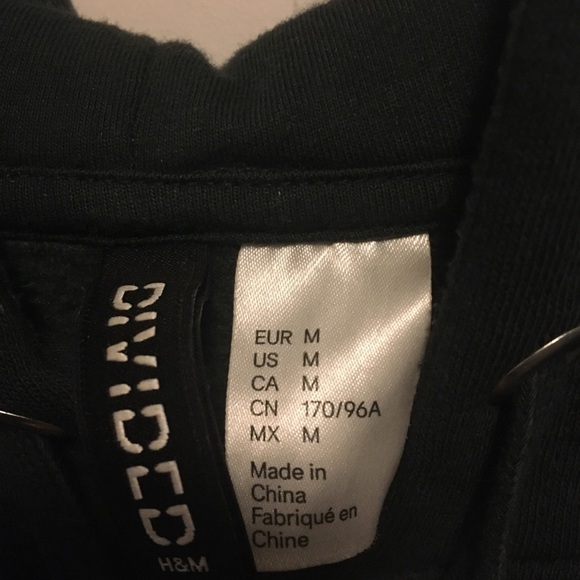 DIVIDED
H&M
EUR M
US M
CA M
CN 170/96A
MX M
Made in
China
Fabriqué en
Chine